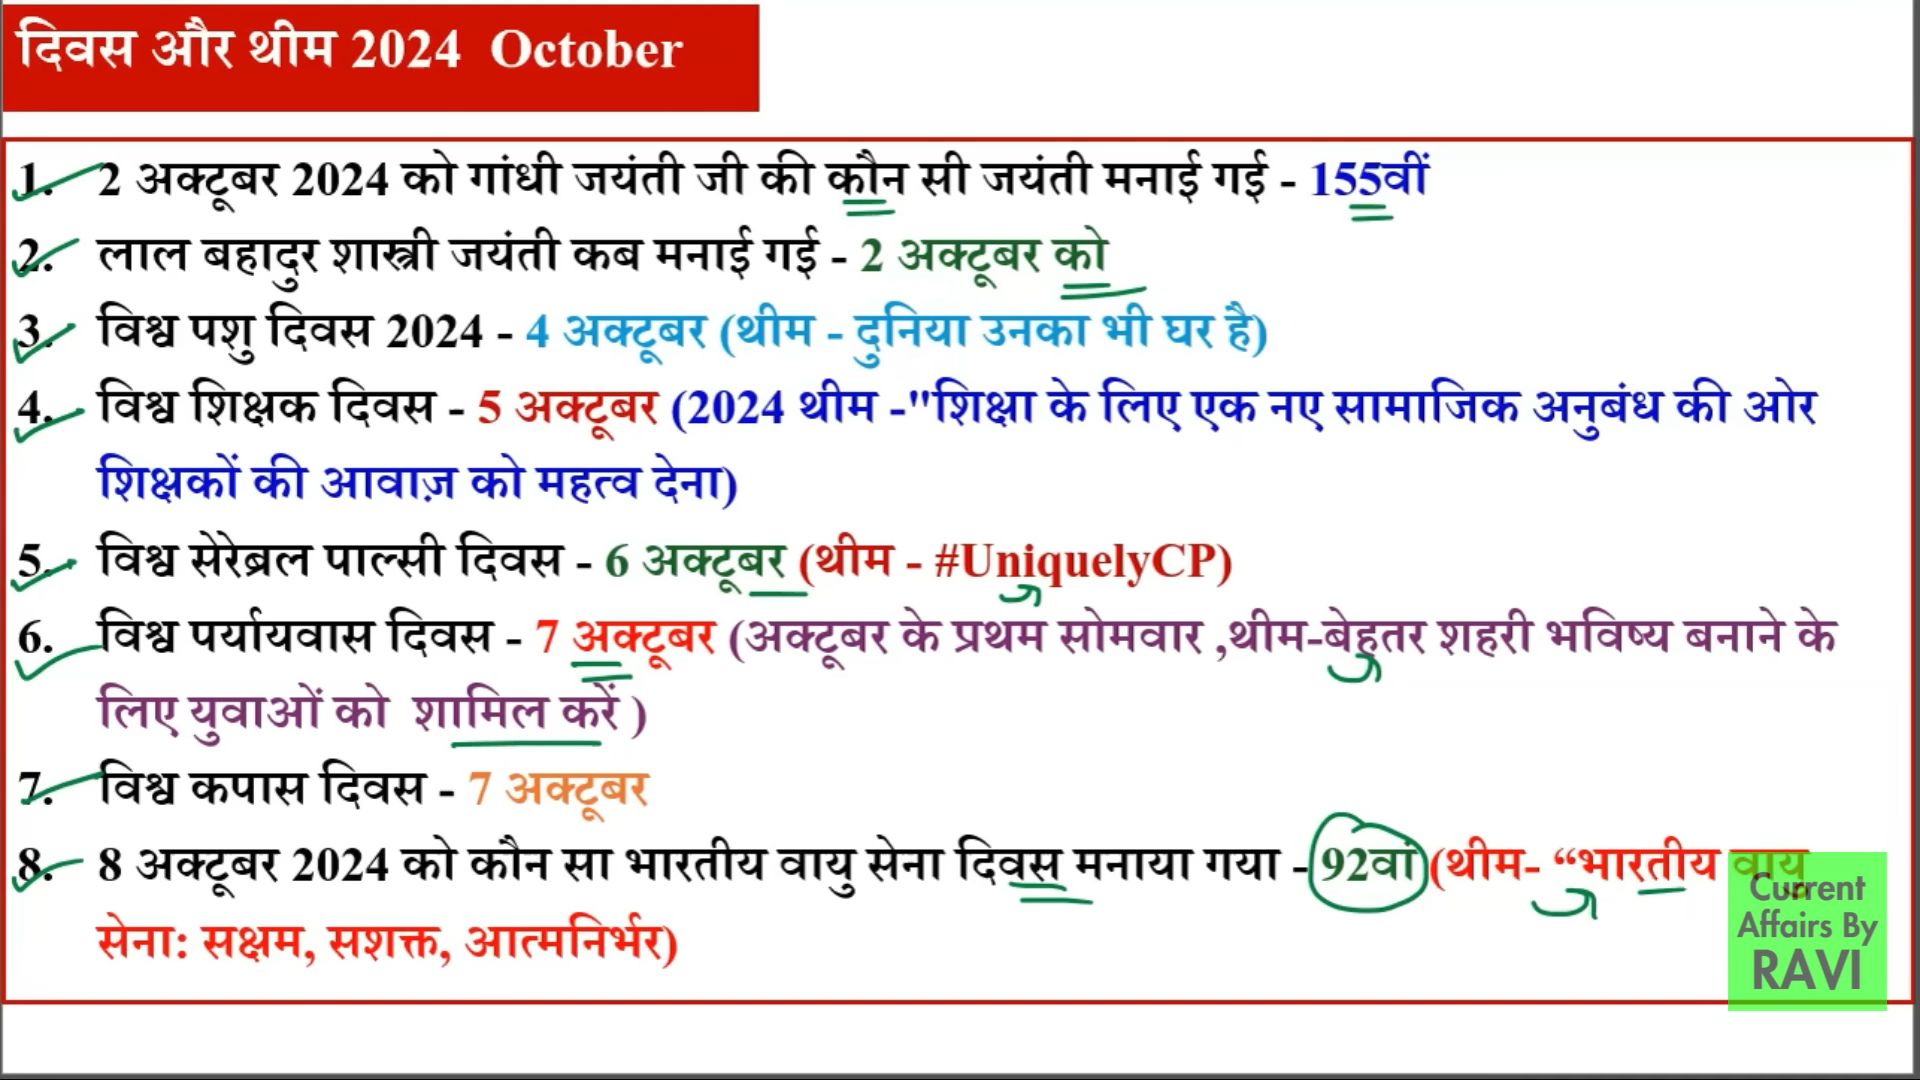 दिवस और थीम 2024 October
1. 2 अक्टूबर 2024 को गांधी जयंती जी की कौन सी जयंती मनाई गई - 155वीं
2. लाल बहादुर शास्त्री जयंती कब मनाई गई - 2 अक्टूबर को
3. विश्व पशु दिवस 2024 - 4 अक्टूबर (थीम - दुनिया उनका भी घर है)
4. विश्व शिक्षक दिवस - 5 अक्टूबर (2024 थीम -"शिक्षा के लिए एक नए सामाजिक अनुबंध की ओर
शिक्षकों की आवाज़ को महत्व देना)
5. विश्व सेरेब्रल पाल्सी दिवस - 6 अक्टूबर (थीम - #UniquelyCP)
6. विश्व पर्यायवास दिवस - 7 अक्टूबर (अक्टूबर के प्रथम सोमवार ,थीम-बेहतर शहरी भविष्य बनाने के
लिए युवाओं को शामिल करें )
7. विश्व कपास दिवस - 7 अक्टूबर
8. 8 अक्टूबर 2024 को कौन सा भारतीय वायु सेना दिवस मनाया गया - 92वां (थीम- “भारतीय वायु
सेना: सक्षम, सशक्त, आत्मनिर्भर)
Current
Affairs By
RAVI